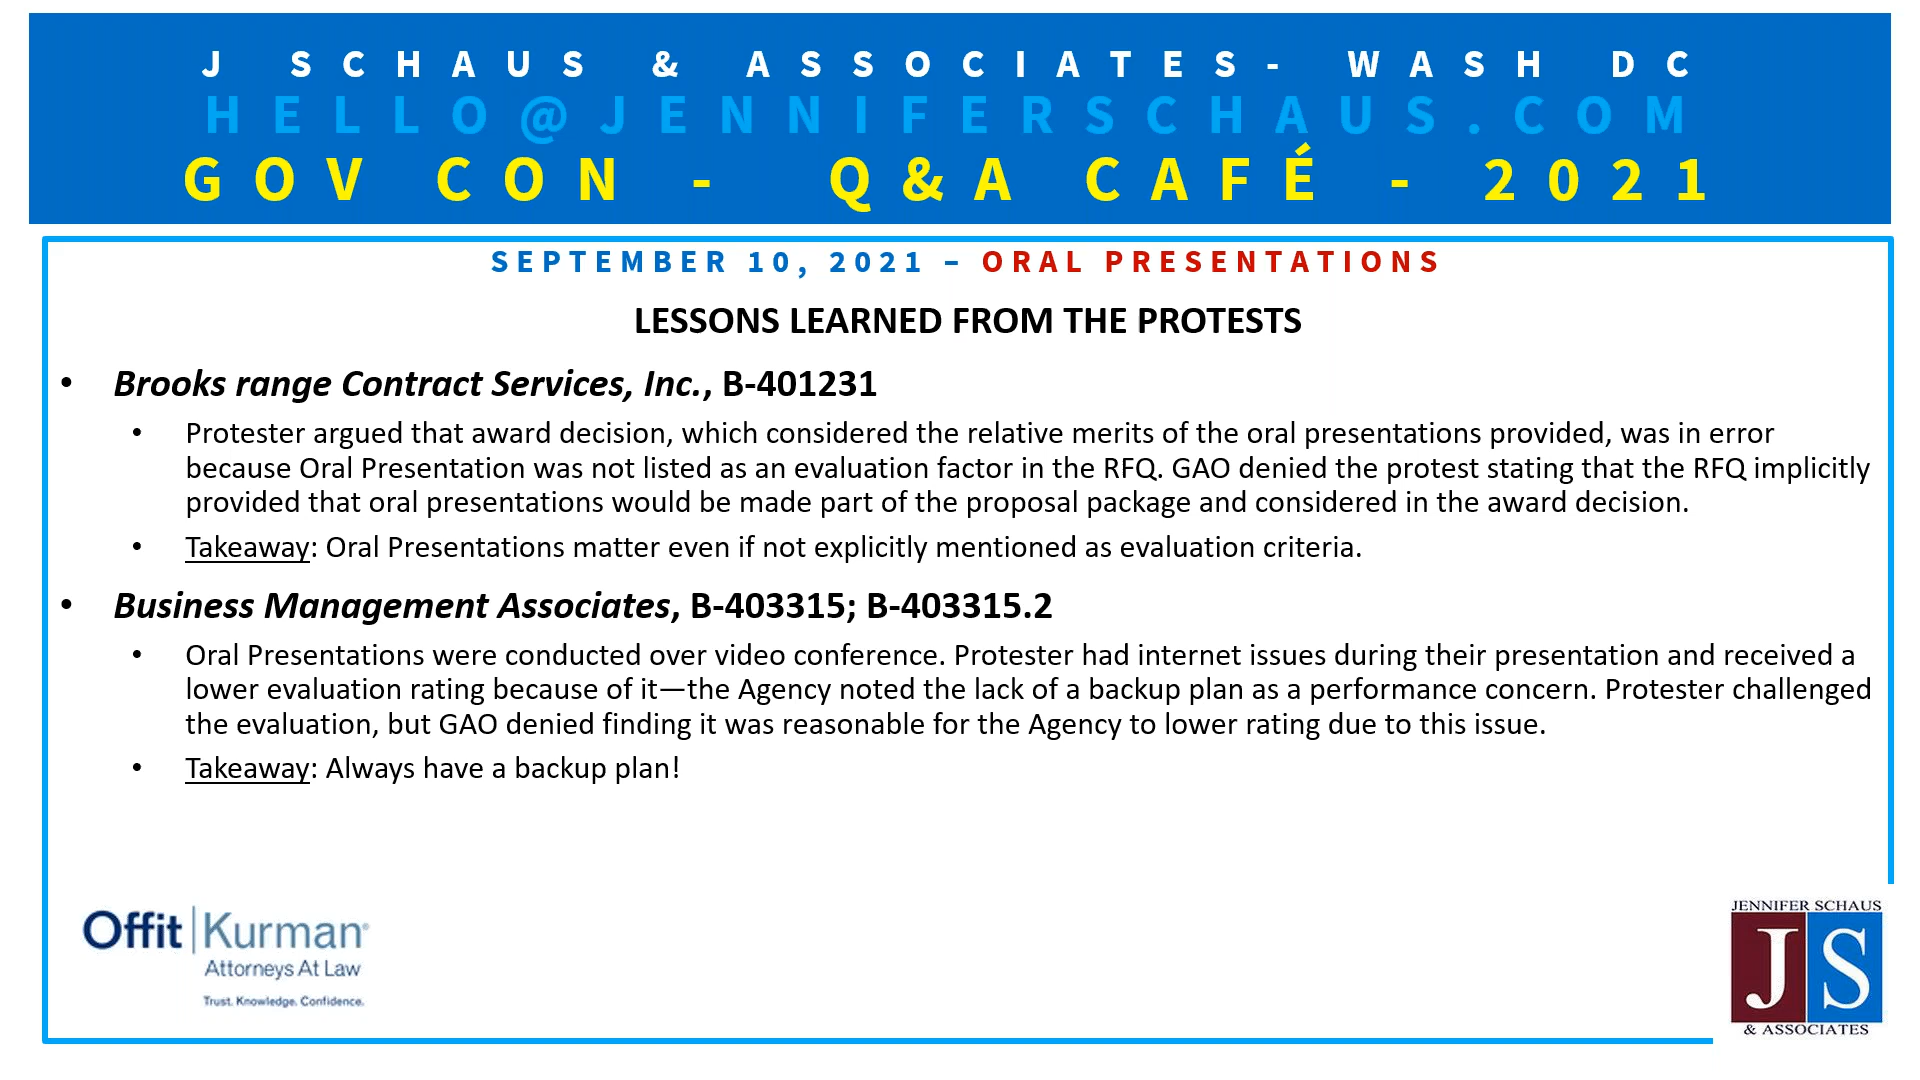 J SCHAUS & ASSOCIATES- WASH DC
HELLO@JENNIFERSCHAUS.COM
GOV CON - Q&A CAFÉ - 2021
SEPTEMBER 10, 2021 – ORAL PRESENTATIONS
LESSONS LEARNED FROM THE PROTESTS
• Brooks range Contract Services, Inc., B-401231
• Protester argued that award decision, which considered the relative merits of the oral presentations provided, was in error
because Oral Presentation was not listed as an evaluation factor in the RFQ. GAO denied the protest stating that the RFQ implicitly
provided that oral presentations would be made part of the proposal package and considered in the award decision.
• Takeaway: Oral Presentations matter even if not explicitly mentioned as evaluation criteria.
• Business Management Associates, B-403315; B-403315.2
• Oral Presentations were conducted over video conference. Protester had internet issues during their presentation and received a
lower evaluation rating because of it—the Agency noted the lack of a backup plan as a performance concern. Protester challenged
the evaluation, but GAO denied finding it was reasonable for the Agency to lower rating due to this issue.
• Takeaway: Always have a backup plan!
Offit Kurman®
Attorneys At Law
Trust. Knowledge. Confidence.
JENNIFER SCHAUS
JS
& ASSOCIATES